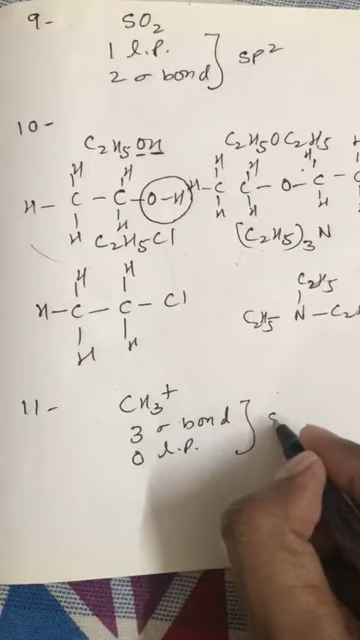 9- SO2
1 l.p.
2 σ bond } SP2
10-
C2H5OH
H H
H - C - C - O - H
H H
C2H5Cl
H H
H - C - C - Cl
H H
C2H5OC2H5
H H H
H - C - C - O - C - C
H H H
(C2H5)3N
C2H5
C2H5 - N - C2H
11- CH3+
3 σ bond
0 l.p. } S